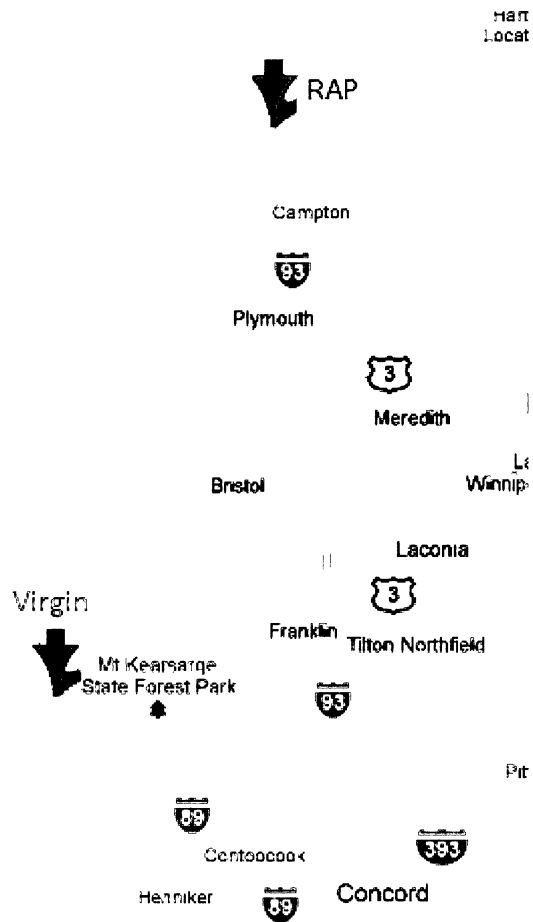 RAP
Campton
93
Plymouth
3
Meredith
Bristol
Winnip
Laconia
3
Virgin
Franklin
Tilton Northfield
Mt Kearsarge
State Forest Park
93
89
393
Contoocook
Henniker
89
Concord